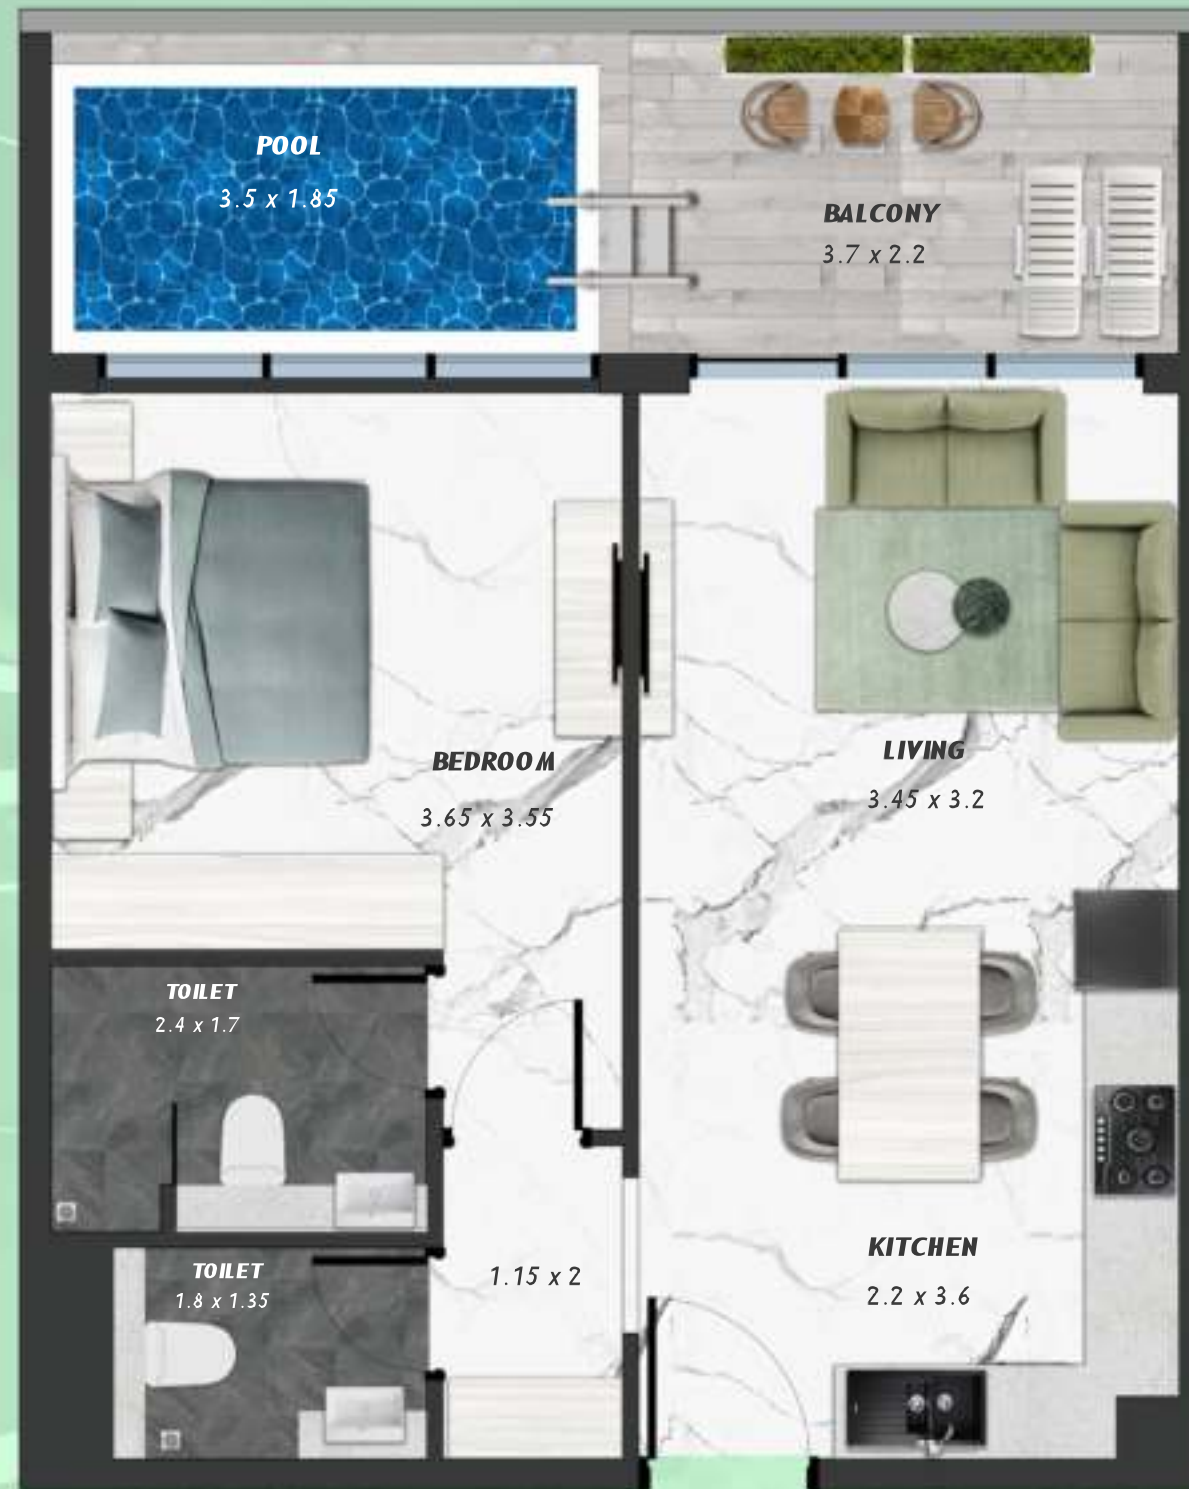 POOL
3.5 x 1.85
BALCONY
3.7 x 2.2
BEDROOM
3.65 x 3.55
LIVING
3.45 x 3.2
TOILET
2.4 x 1.7
TOILET
1.8 x 1.35
1.15 x 2
KITCHEN
2.2 x 3.6